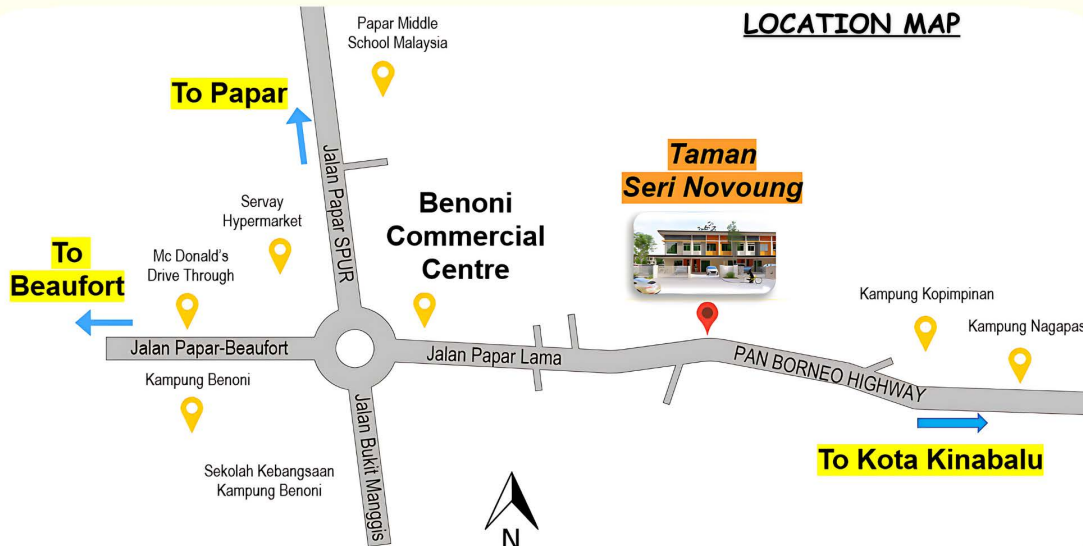 LOCATION MAP
Papar Middle
School Malaysia
To Papar
Jalan Papar SPUR
Taman
Seri Novoung
Servay
Hypermarket
Benoni
Commercial
Centre
Mc Donald's
Drive Through
To
Beaufort
Kampung Kopimpinan
Kampung Nagapas
Jalan Papar-Beaufort
Jalan Papar Lama
PAN BORNEO HIGHWAY
Kampung Benoni
Jalan Bukit Manggis
To Kota Kinabalu
Sekolah Kebangsaan
Kampung Benoni
N